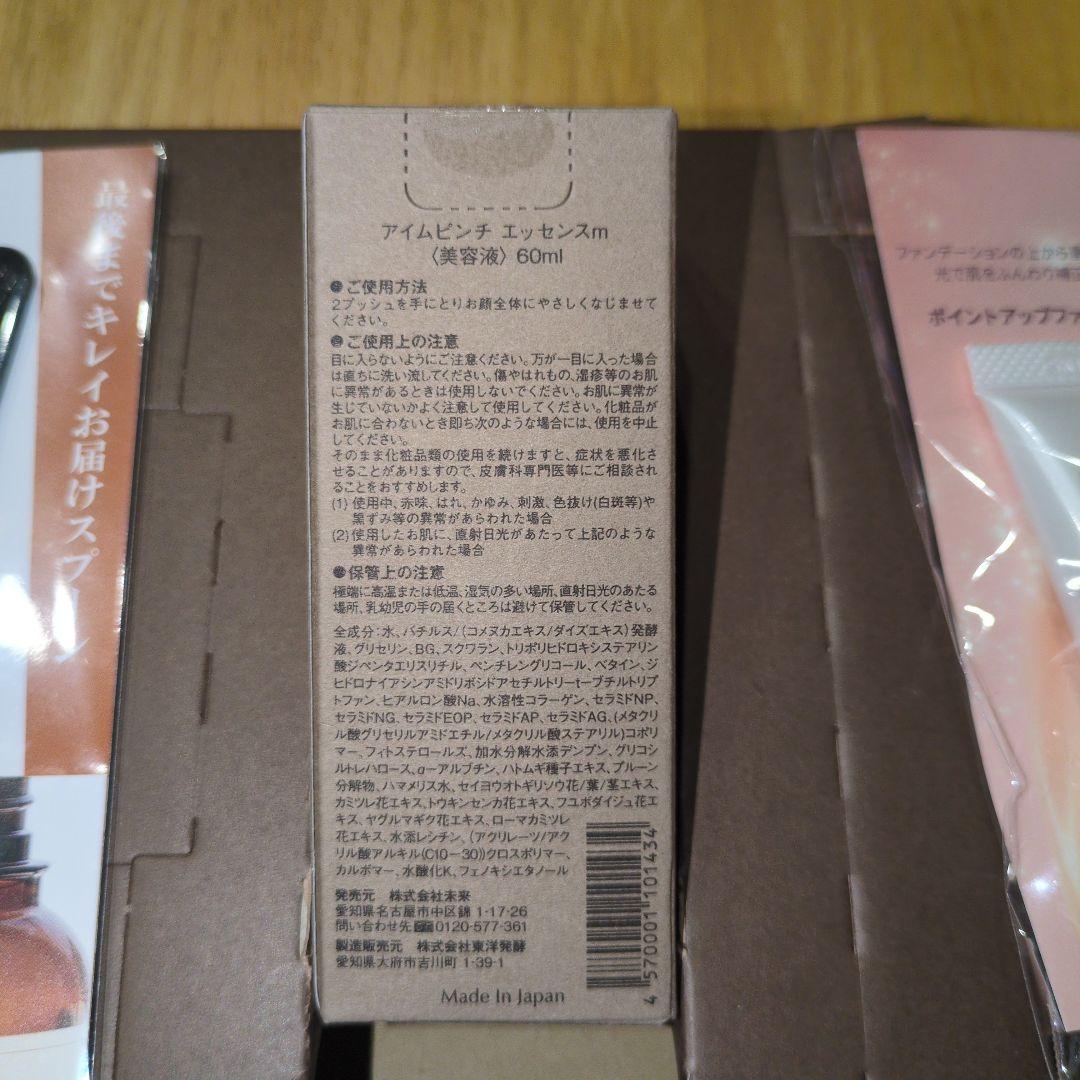 アイムピンチ エッセンスm
〈美容液〉 60ml
ご使用方法
2プッシュを手にとりお顔全体にやさしくなじませて
ください。
ご使用上の注意
目に入らないようにご注意ください。万が一目に入った場合
は直ちに洗い流してください。傷やはれもの、湿疹等のお肌
に異常があるときは使用しないでください。お肌に異常が
生じていないかよく注意して使用してください。化粧品が
お肌に合わないとき即ち次のような場合には、使用を中止
してください。
そのまま化粧品類の使用を続けますと、症状を悪化さ
せることがありますので、皮膚科専門医等にご相談され
ることをおすすめします。
(1) 使用中、赤味、はれ、かゆみ、刺激、色抜け(白斑等)や
黒ずみ等の異常があらわれた場合
(2) 使用したお肌に、直射日光があたって上記のような
異常があらわれた場合
保管上の注意
極端に高温または低温、湿気の多い場所、直射日光のあたる
場所、乳幼児の手の届くところは避けて保管してください。
全成分：水、バチルス/(コメヌカエキス/ダイズエキス)発酵
液、グリセリン、BG、スクワラン、トリポリヒドロキシステアリン
酸ジペンタエリスリチル、ペンチレングリコール、ベタイン、ジ
ヒドロナイアシンアミドリボシドアセチルトリーtーブチルトリプ
トファン、ヒアルロン酸Na、水溶性コラーゲン、セラミドNP、
セラミドNG、セラミドEOP、セラミドAP、セラミドAG、(メタクリ
ル酸グリセリルアミドエチル/メタクリル酸ステアリル)コポリ
マー、フィトステロールズ、加水分解水添デンプン、グリコシ
ルトレハロース、α－アルブチン、ハトムギ種子エキス、プルーン
分解物、ハマメリス水、セイヨウオトギリソウ花/葉/茎エキス、
カミツレ花エキス、トウキンセンカ花エキス、フユボダイジュ花エ
キス、ヤグルマギク花エキス、ローマカミツレ
花エキス、水添レシチン、(アクリレーツ/アク
リル酸アルキル(C10－30))クロスポリマー、
カルボマー、水酸化K、フェノキシエタノール
発売元 株式会社未来
愛知県名古屋市中区錦 1-17-26
問い合わせ先 0120-577-361
製造販売元 株式会社東洋発酵
愛知県大府市吉川町 1-39-1
Made In Japan
4 570001 101434
最後までキレイお届けスプール
ファンデーションの上から
光で肌をふんわり補正
ポイントアップファ